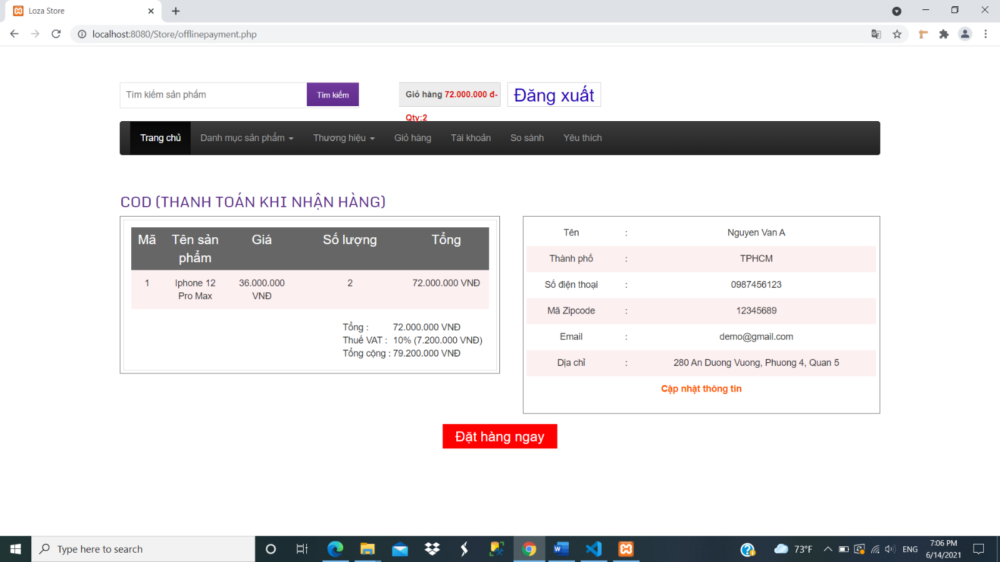 Loza Store
localhost:8080/Store/offlinepayment.php
Tìm kiếm sản phẩm
Tìm kiếm
Giỏ hàng 72.000.000 đ-
Qty:2
Đăng xuất
Trang chủ Danh mục sản phẩm Thương hiệu Giỏ hàng Tài khoản So sánh Yêu thích
COD (THANH TOÁN KHI NHẬN HÀNG)
Mã Tên sản phẩm Giá Số lượng Tổng
1 Iphone 12 Pro Max 36.000.000 VNĐ 2 72.000.000 VNĐ
Tổng : 72.000.000 VNĐ
Thuế VAT : 10% (7.200.000 VNĐ)
Tổng cộng : 79.200.000 VNĐ
Tên : Nguyen Van A
Thành phố : TPHCM
Số điện thoại : 0987456123
Mã Zipcode : 12345689
Email : demo@gmail.com
Dịa chỉ : 280 An Duong Vuong, Phuong 4, Quan 5
Cập nhật thông tin
Đặt hàng ngay
Type here to search
73°F
ENG
7:06 PM
6/14/2021